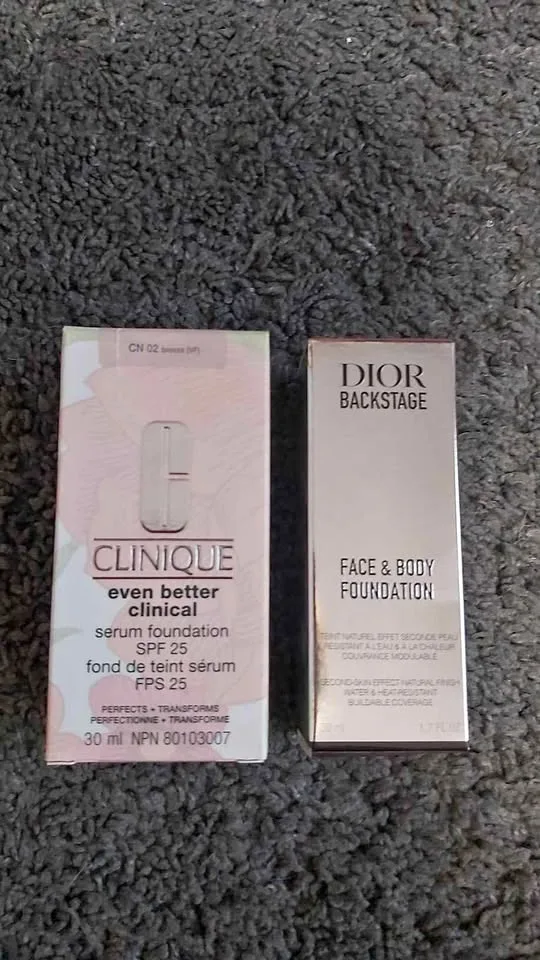 CN 02 breeze (VF)
CLINIQUE
even better
clinical
serum foundation
SPF 25
fond de teint sérum
FPS 25
PERFECTS + TRANSFORMS
PERFECTIONNE + TRANSFORME
30 ml NPN 80103007
DIOR
BACKSTAGE
FACE & BODY
FOUNDATION
TEINT NATUREL EFFET SECONDE PEAU
RÉSISTANT À L'EAU & À LA CHALEUR
COUVRANCE MODULABLE
SECOND-SKIN EFFECT NATURAL FINISH
WATER & HEAT-RESISTANT
BUILDABLE COVERAGE
1.7 FL